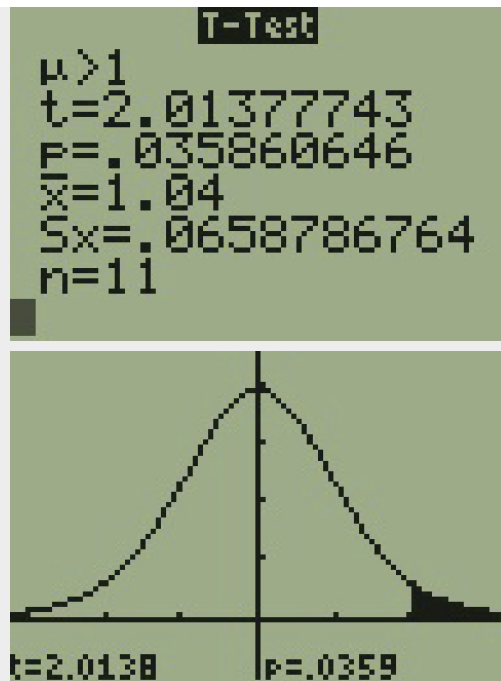 T-Test
μ>1
t=2.01377743
p=.035860646
x̄=1.04
Sx=.0658786764
n=11
t=2.0138 p=.0359